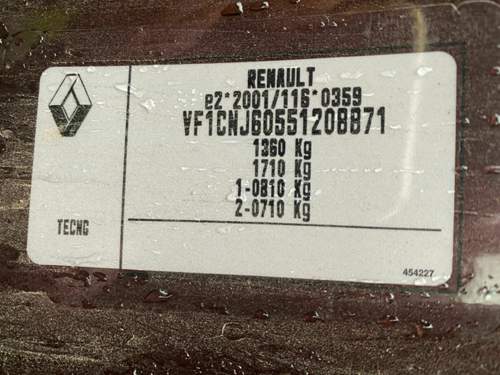 RENAULT
e2*2001/116*0359
VF1CNJ60551208871
1360 Kg
1710 Kg
1-0810 Kg
2-0710 Kg
TECNG
454227